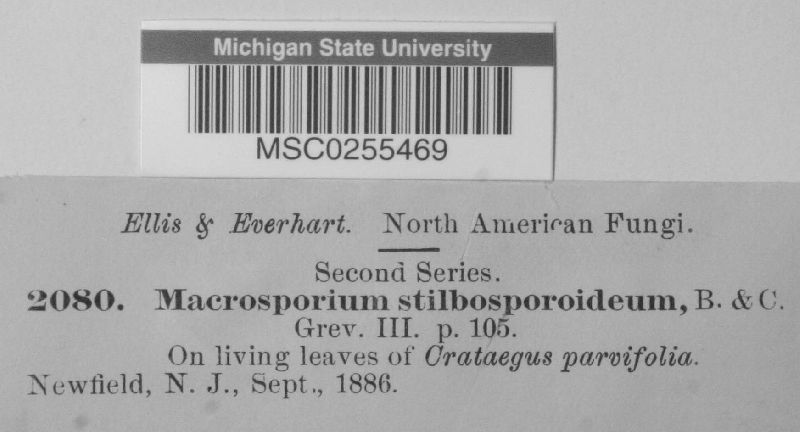 Michigan State University
MSC0255469
Ellis & Everhart. North American Fungi.
Second Series.
2080. Macrosporium stilbosporoideum, B. & C.
Grev. III. p. 105.
On living leaves of Crataegus parvifolia.
Newfield, N. J., Sept., 1886.